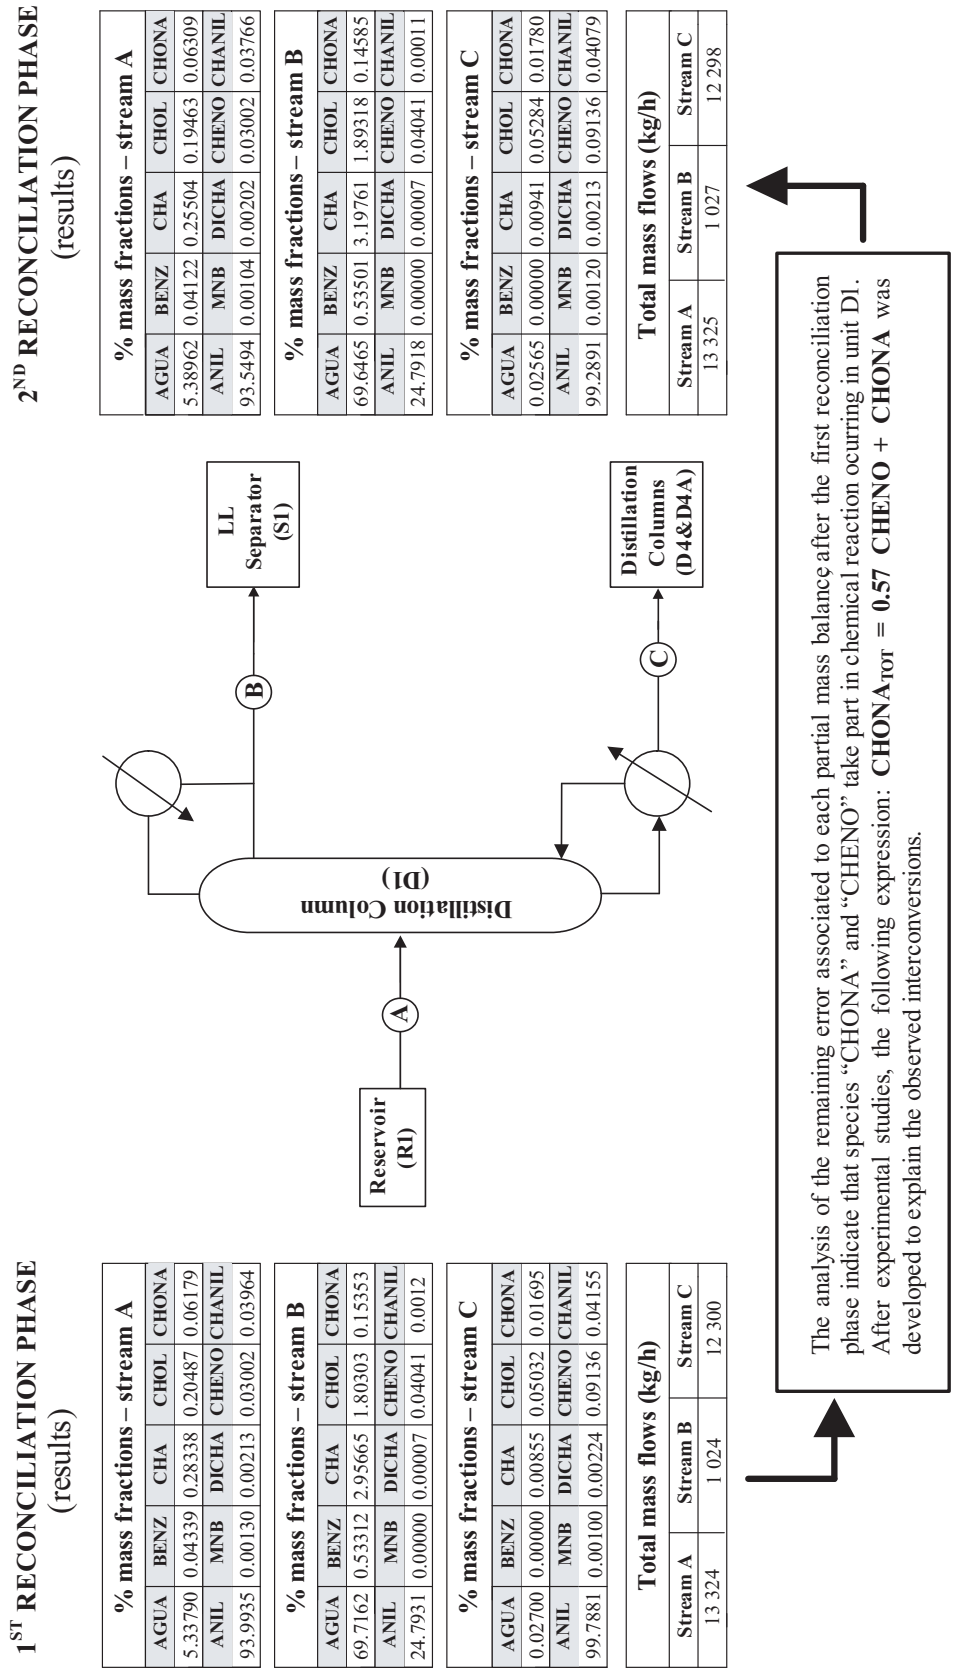 1ST RECONCILIATION PHASE
(results)
% mass fractions – stream A
AGUA BENZ CHA CHOL CHONA
5.33790 0.04339 0.28338 0.20487 0.06179
ANIL MNB DICHA CHENO CHANIL
93.9935 0.00130 0.00213 0.03002 0.03964
% mass fractions – stream B
AGUA BENZ CHA CHOL CHONA
69.7162 0.53312 2.95665 1.80303 0.15353
ANIL MNB DICHA CHENO CHANIL
24.7931 0.00000 0.00007 0.04041 0.0012
% mass fractions – stream C
AGUA BENZ CHA CHOL CHONA
0.02700 0.00000 0.00855 0.05032 0.01695
ANIL MNB DICHA CHENO CHANIL
99.7881 0.00100 0.00224 0.09136 0.04155
Total mass flows (kg/h)
Stream A Stream B Stream C
13 324 1 024 12 300
Reservoir
(R1)
A
Distillation Column
(D1)
B
LL
Separator
(S1)
C
Distillation
Columns
(D4&D4A)
2ND RECONCILIATION PHASE
(results)
% mass fractions – stream A
AGUA BENZ CHA CHOL CHONA
5.38962 0.04122 0.25504 0.19463 0.06309
ANIL MNB DICHA CHENO CHANIL
93.5494 0.00104 0.00202 0.03002 0.03766
% mass fractions – stream B
AGUA BENZ CHA CHOL CHONA
69.6465 0.53501 3.19761 1.89318 0.14585
ANIL MNB DICHA CHENO CHANIL
24.7918 0.00000 0.00007 0.04041 0.00011
% mass fractions – stream C
AGUA BENZ CHA CHOL CHONA
0.02565 0.00000 0.00941 0.05284 0.01780
ANIL MNB DICHA CHENO CHANIL
99.2891 0.00120 0.00213 0.09136 0.04079
Total mass flows (kg/h)
Stream A Stream B Stream C
13 325 1 027 12 298
The analysis of the remaining error associated to each partial mass balance, after the first reconciliation
phase indicate that species “CHONA” and “CHENO” take part in chemical reaction ocurring in unit D1.
After experimental studies, the following expression: CHONATOT = 0.57 CHENO + CHONA was
developed to explain the observed interconversions.